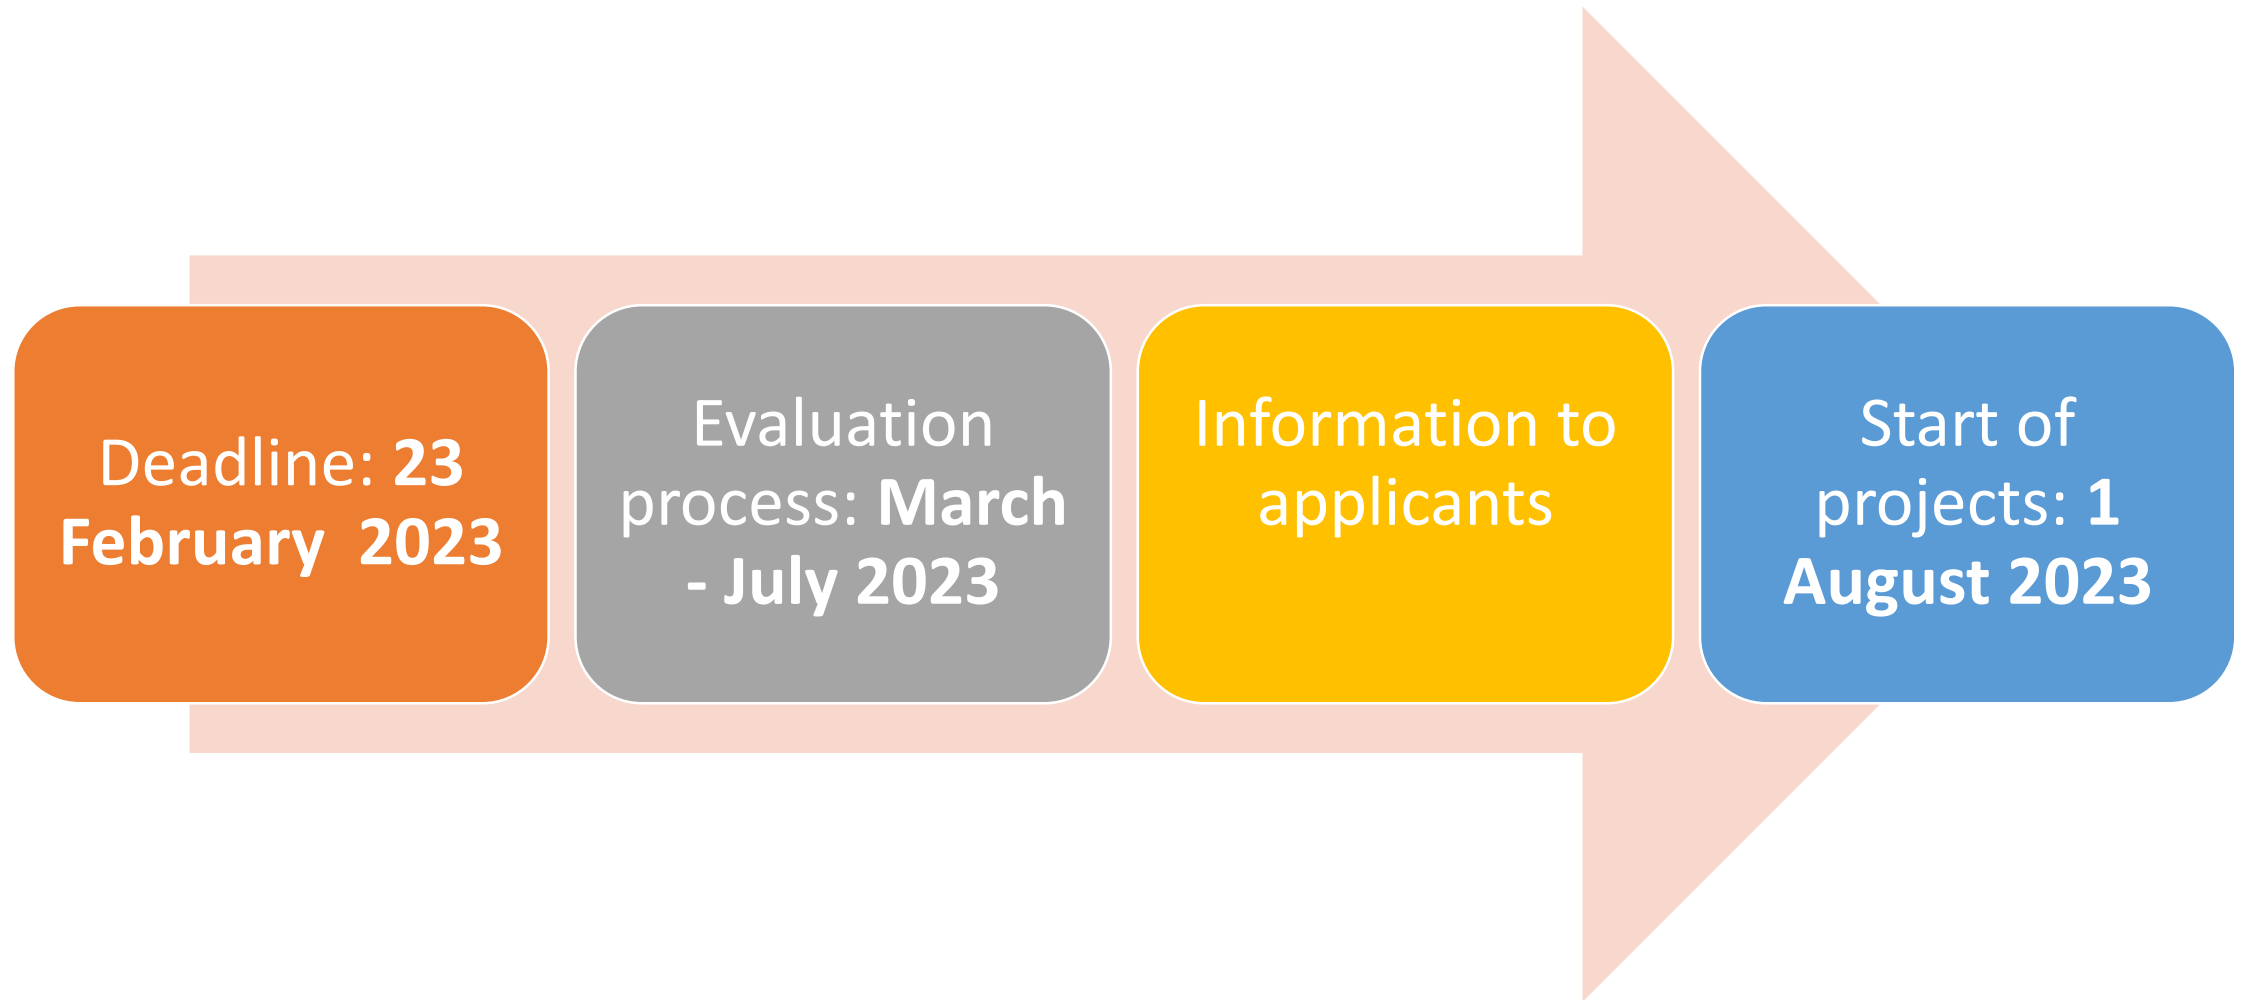 Deadline: 23
February 2023
Evaluation
process: March
- July 2023
Information to
applicants
Start of
projects: 1
August 2023